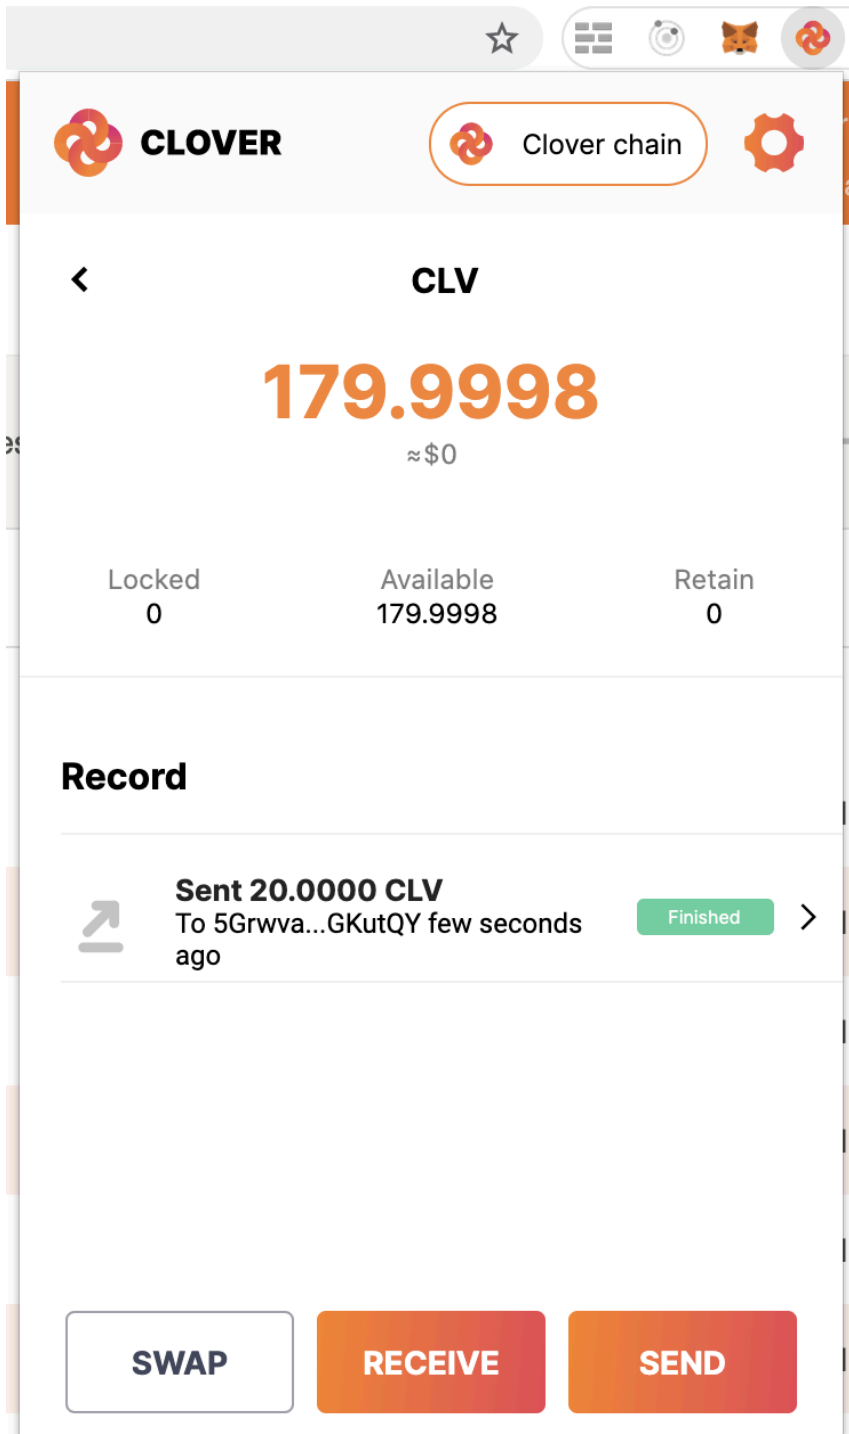 CLOVER
Clover chain
CLV
179.9998
≈$0
Locked
Available
Retain
0
179.9998
0
Record
Sent 20.0000 CLV
To 5Grwva...GKutQY few seconds
ago
Finished
SWAP
RECEIVE
SEND